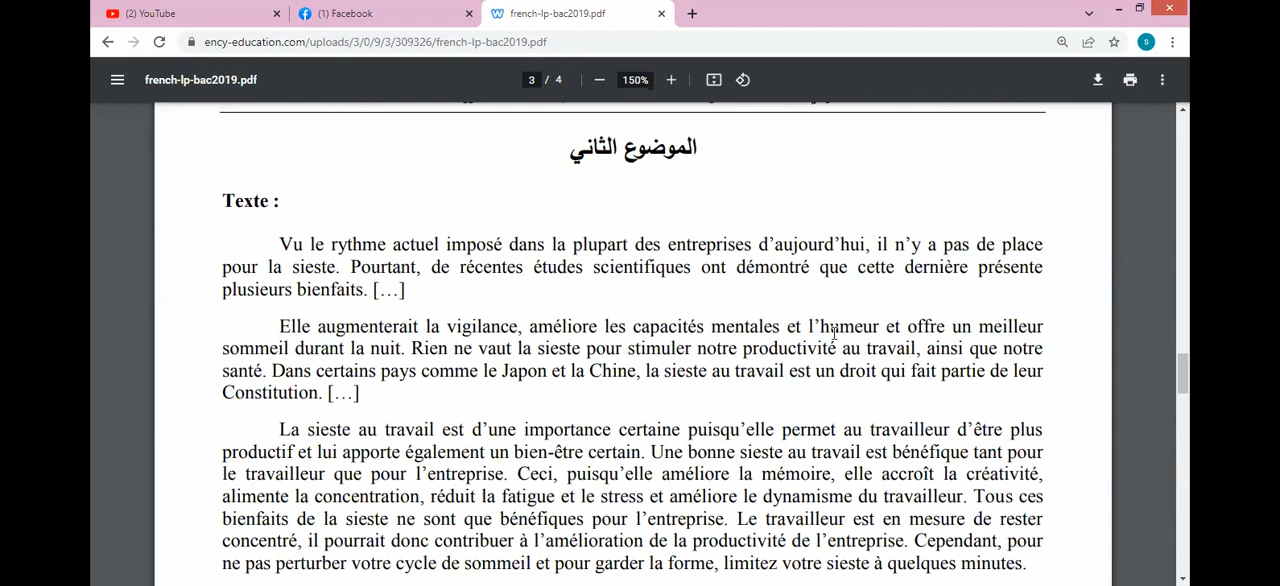 (2) YouTube
(1) Facebook
french-lp-bac2019.pdf
ency-education.com/uploads/3/0/9/3/309326/french-lp-bac2019.pdf
s
french-lp-bac2019.pdf
3 / 4
150%
الموضوع الثاني
Texte :
Vu le rythme actuel imposé dans la plupart des entreprises d'aujourd'hui, il n'y a pas de place
pour la sieste. Pourtant, de récentes études scientifiques ont démontré que cette dernière présente
plusieurs bienfaits. […]
Elle augmenterait la vigilance, améliore les capacités mentales et l'humeur et offre un meilleur
sommeil durant la nuit. Rien ne vaut la sieste pour stimuler notre productivité au travail, ainsi que notre
santé. Dans certains pays comme le Japon et la Chine, la sieste au travail est un droit qui fait partie de leur
Constitution. […]
La sieste au travail est d'une importance certaine puisqu'elle permet au travailleur d'être plus
productif et lui apporte également un bien-être certain. Une bonne sieste au travail est bénéfique tant pour
le travailleur que pour l'entreprise. Ceci, puisqu'elle améliore la mémoire, elle accroît la créativité,
alimente la concentration, réduit la fatigue et le stress et améliore le dynamisme du travailleur. Tous ces
bienfaits de la sieste ne sont que bénéfiques pour l'entreprise. Le travailleur est en mesure de rester
concentré, il pourrait donc contribuer à l'amélioration de la productivité de l'entreprise. Cependant, pour
ne pas perturber votre cycle de sommeil et pour garder la forme, limitez votre sieste à quelques minutes.